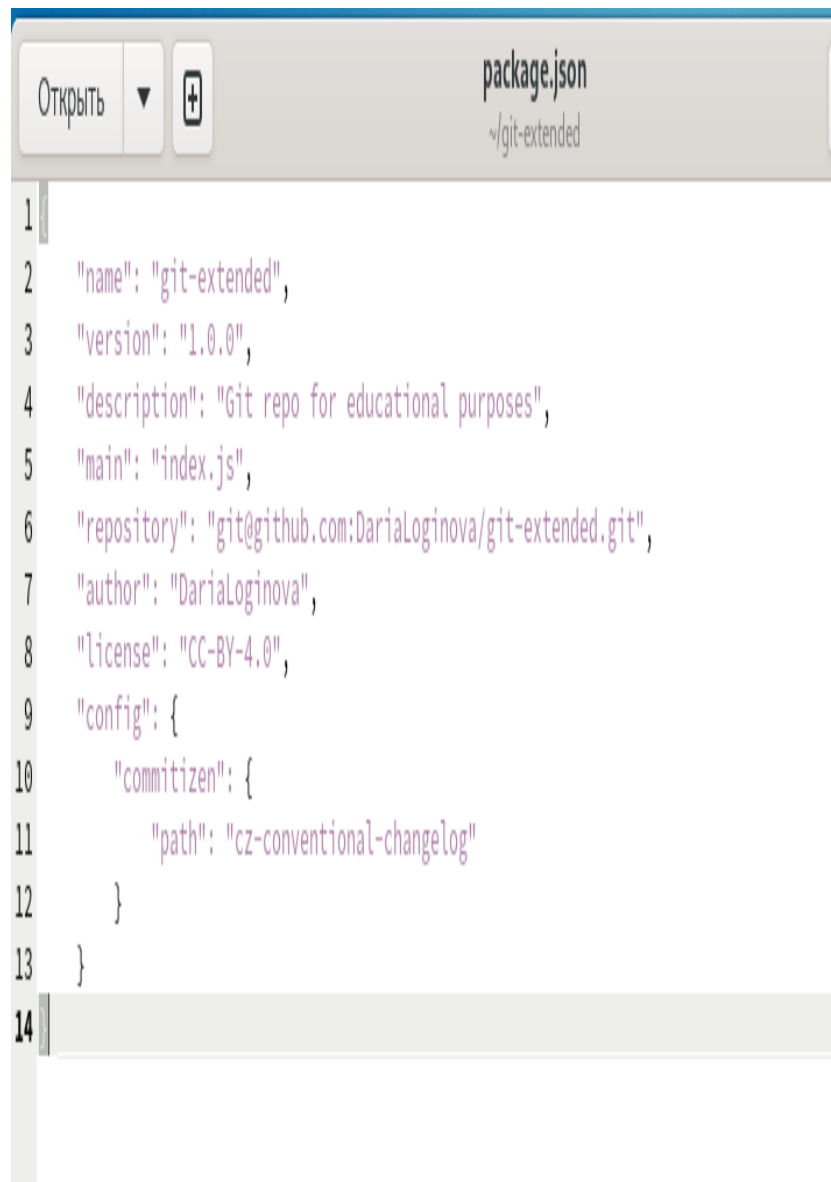 Открыть
package.json
~/git-extended
1 {
2 "name": "git-extended",
3 "version": "1.0.0",
4 "description": "Git repo for educational purposes",
5 "main": "index.js",
6 "repository": "git@github.com:DariaLoginova/git-extended.git",
7 "author": "DariaLoginova",
8 "license": "CC-BY-4.0",
9 "config": {
10 "commitizen": {
11 "path": "cz-conventional-changelog"
12 }
13 }
14 }